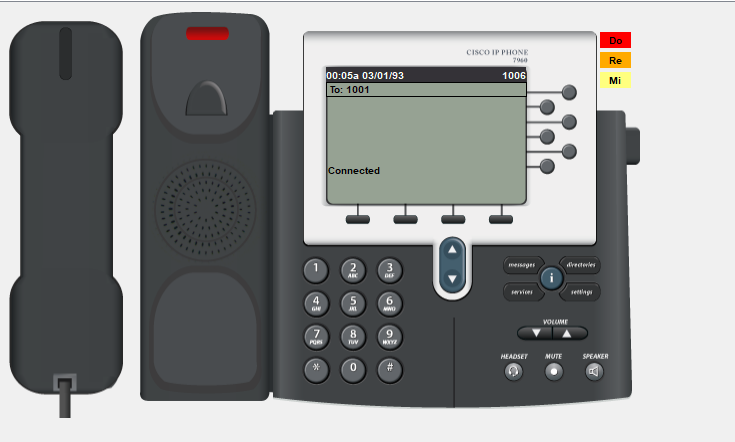 CISCO IP PHONE
7960
Do
Re
Mi
00:05a 03/01/93 1006
To: 1001
Connected
1 2 ABC 3 DEF
4 GHI 5 JKL 6 MNO
7 PQRS 8 TUV 9 WXYZ
* 0 #
messages directories
i
services settings
VOLUME
HEADSET MUTE SPEAKER